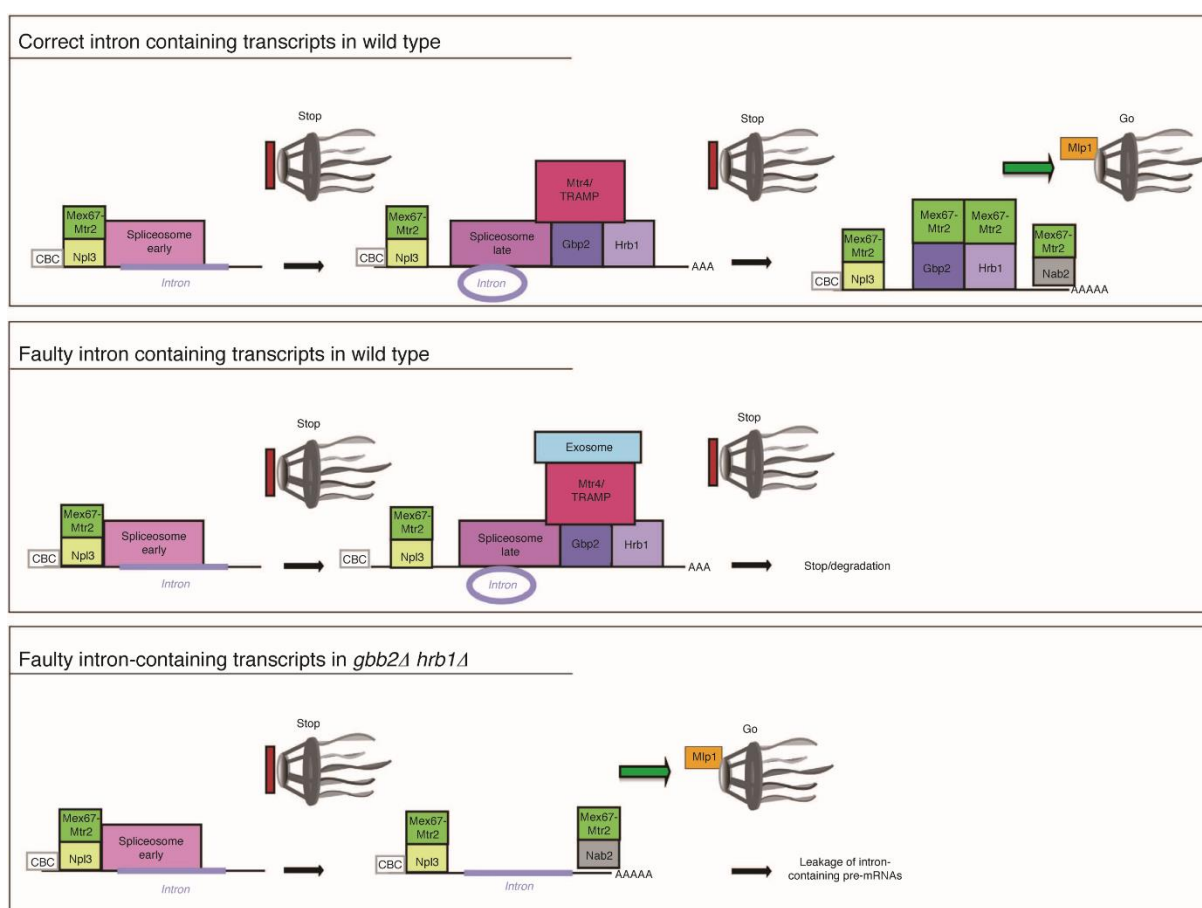 Correct intron containing transcripts in wild type
Stop
Stop
Go
Mlp1
Mtr4/
TRAMP
Mex67-
Mtr2
Spliceosome
early
CBC
Npl3
Intron
Mex67-
Mtr2
Spliceosome
late
Gbp2
Hrb1
CBC
Npl3
AAA
Intron
Mex67-
Mtr2
Mex67-
Mtr2
Mex67-
Mtr2
Mex67-
Mtr2
CBC
Npl3
Gbp2
Hrb1
Nab2
AAAAA
Faulty intron containing transcripts in wild type
Stop
Stop
Exosome
Mtr4/
TRAMP
Mex67-
Mtr2
Spliceosome
early
CBC
Npl3
Intron
Mex67-
Mtr2
Spliceosome
late
Gbp2
Hrb1
CBC
Npl3
AAA
Intron
Stop/degradation
Faulty intron-containing transcripts in gbb2Δ hrb1Δ
Stop
Go
Mlp1
Mex67-
Mtr2
Spliceosome
early
CBC
Npl3
Intron
Mex67-
Mtr2
CBC
Npl3
Intron
Mex67-
Mtr2
Nab2
AAAAA
Leakage of intron-
containing pre-mRNAs